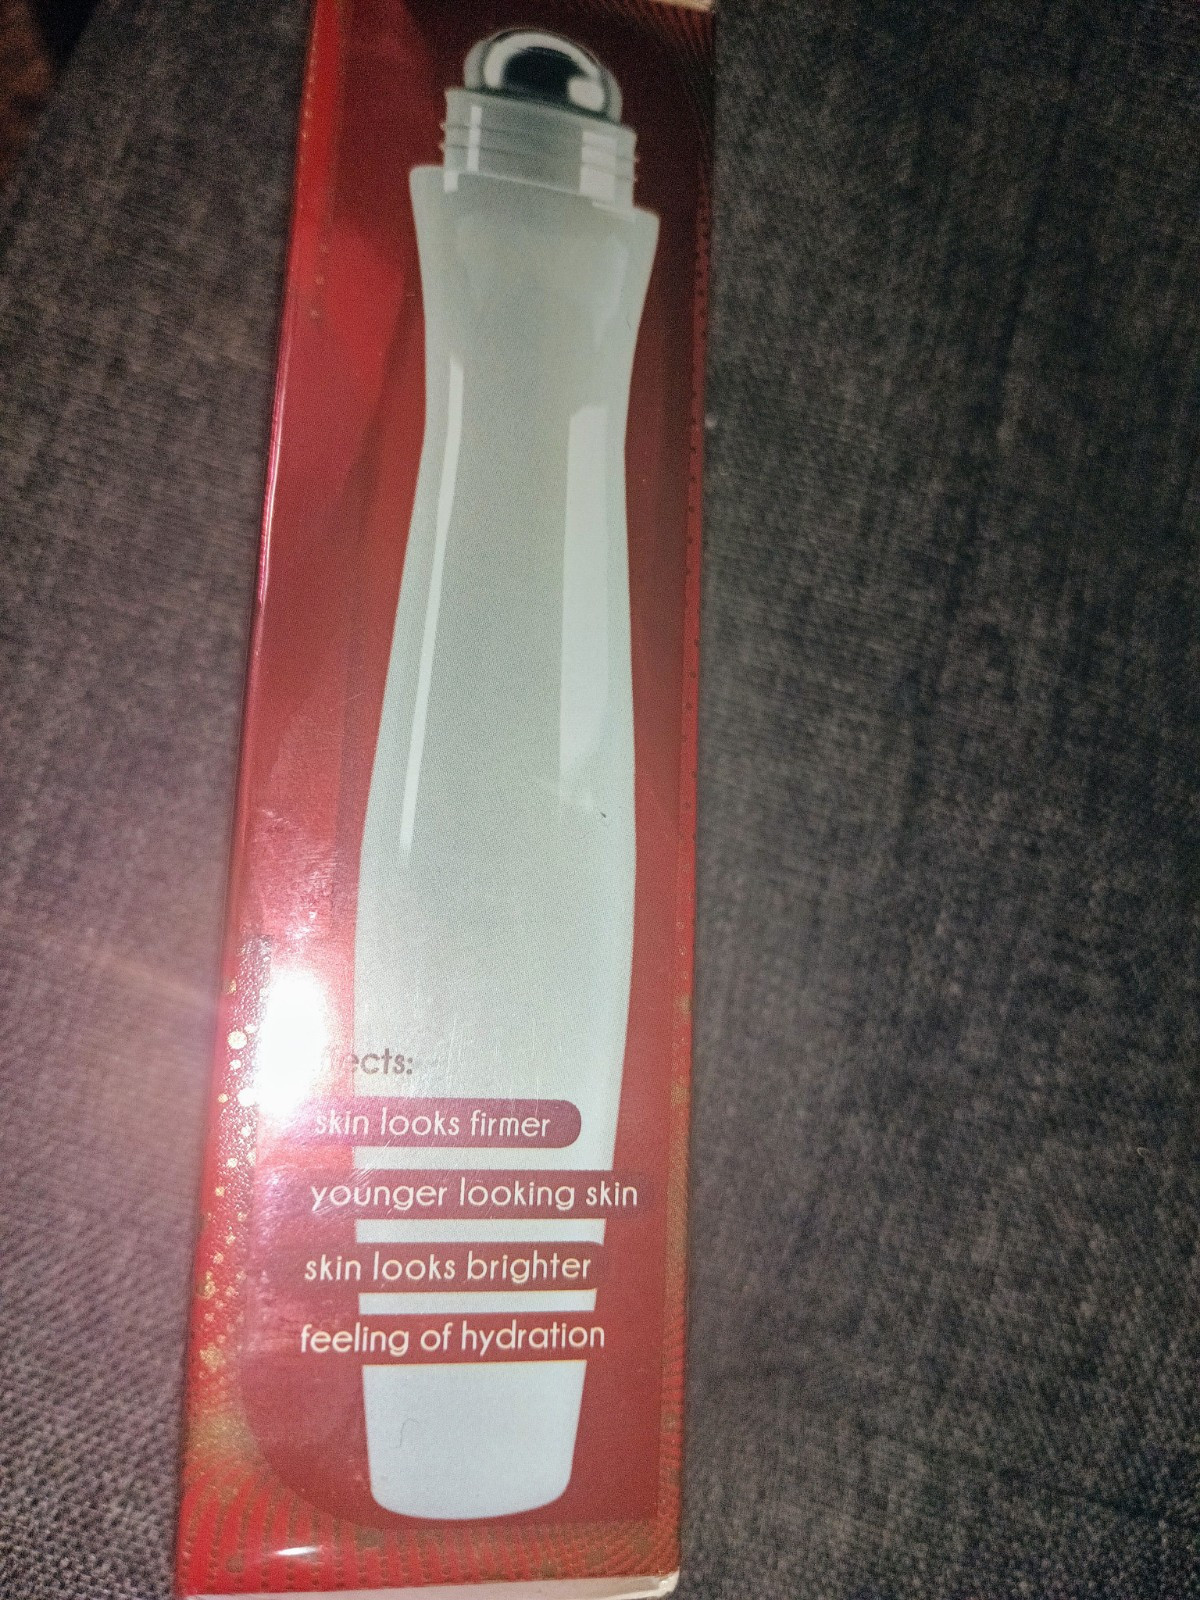 skin looks firmer
younger looking skin
skin looks brighter
feeling of hydration